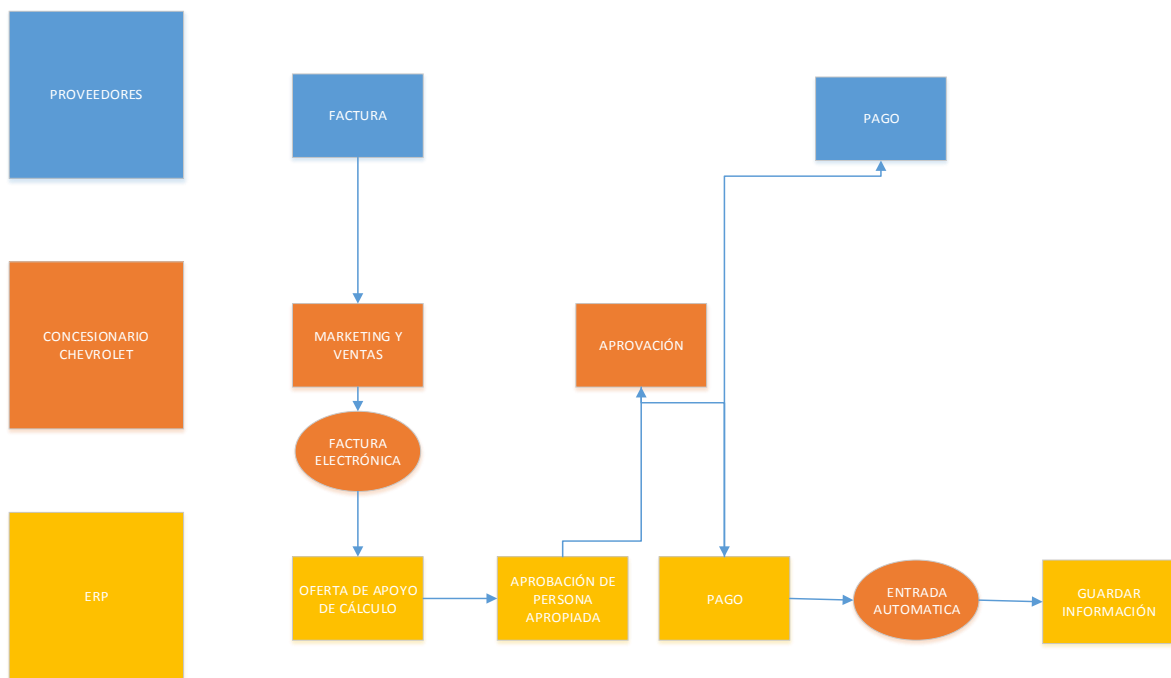 PROVEEDORES
FACTURA
PAGO
CONCESIONARIO
CHEVROLET
MARKETING Y
VENTAS
APROVACIÓN
FACTURA
ELECTRÓNICA
ERP
OFERTA DE APOYO
DE CÁLCULO
APROBACIÓN DE
PERSONA
APROPIADA
PAGO
ENTRADA
AUTOMATICA
GUARDAR
INFORMACIÓN